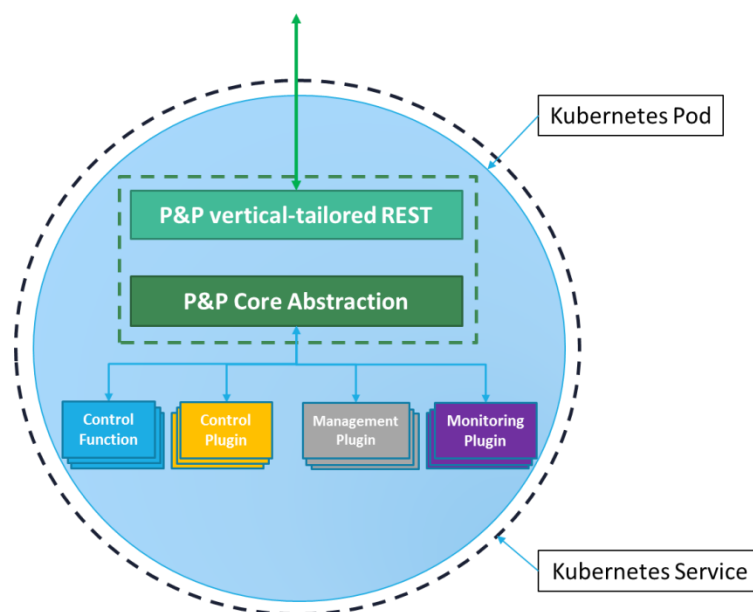 Kubernetes Pod
P&P vertical-tailored REST
P&P Core Abstraction
Control
Function
Control
Plugin
Management
Plugin
Monitoring
Plugin
Kubernetes Service